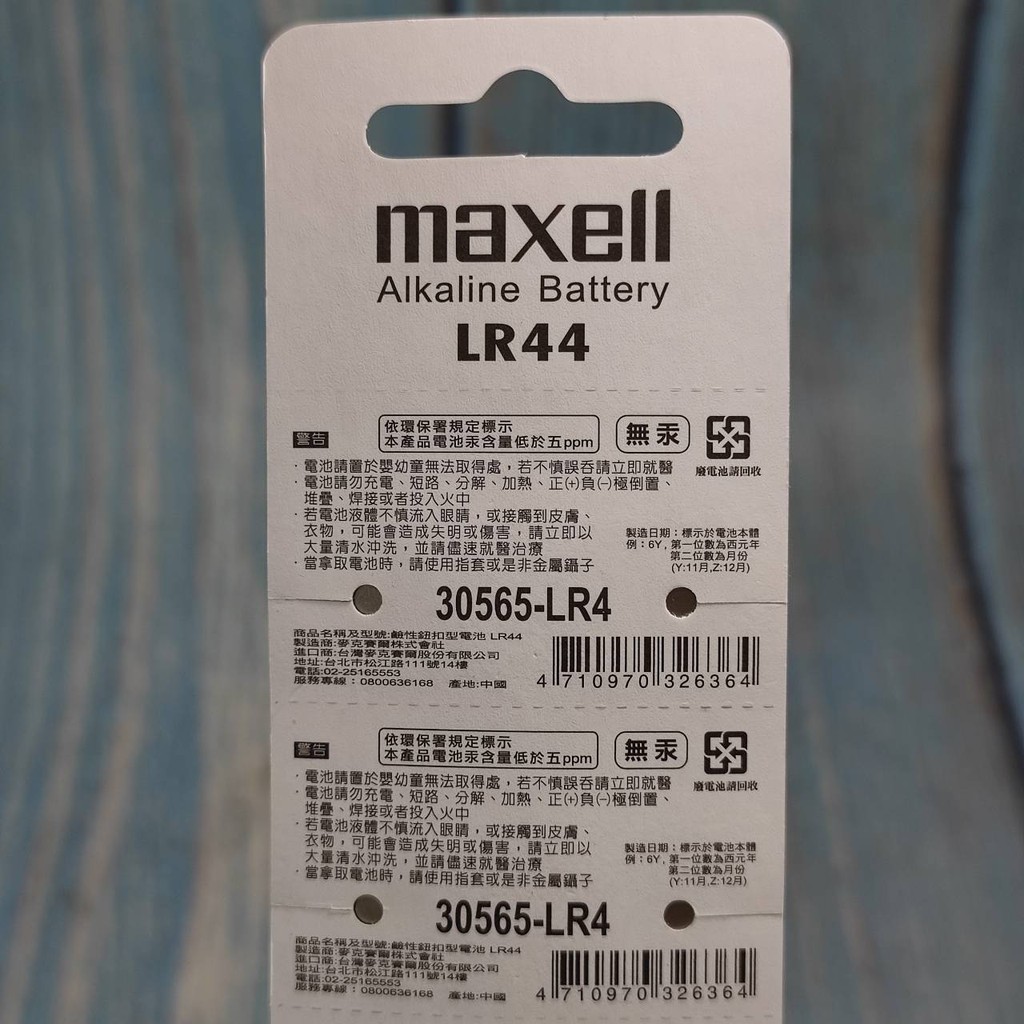 maxell
Alkaline Battery
LR44
警告
依環保署規定標示
本產品電池汞含量低於五ppm
無汞
廢電池請回收
·電池請置於嬰幼童無法取得處，若不慎誤吞請立即就醫
·電池請勿充電、短路、分解、加熱、正(+)負(-)極倒置、
堆疊、焊接或者投入火中
·若電池液體不慎流入眼睛，或接觸到皮膚、
衣物，可能會造成失明或傷害，請立即以
大量清水沖洗，並請儘速就醫治療
·當拿取電池時，請使用指套或是非金屬鑷子
製造日期：標示於電池本體
例：6Y, 第一位數為西元年
第二位數為月份
(Y:11月,Z:12月)
30565-LR4
商品名稱及型號:鹼性鈕扣型電池 LR44
製造商:麥克賽爾株式會社
進口商:台灣麥克賽爾股份有限公司
地址:台北市松江路111號14樓
電話:02-25165553
服務專線：0800636168 產地:中國
4 710970 326364
警告
依環保署規定標示
本產品電池汞含量低於五ppm
無汞
廢電池請回收
·電池請置於嬰幼童無法取得處，若不慎誤吞請立即就醫
·電池請勿充電、短路、分解、加熱、正(+)負(-)極倒置、
堆疊、焊接或者投入火中
·若電池液體不慎流入眼睛，或接觸到皮膚、
衣物，可能會造成失明或傷害，請立即以
大量清水沖洗，並請儘速就醫治療
·當拿取電池時，請使用指套或是非金屬鑷子
製造日期：標示於電池本體
例：6Y, 第一位數為西元年
第二位數為月份
(Y:11月,Z:12月)
30565-LR4
商品名稱及型號:鹼性鈕扣型電池 LR44
製造商:麥克賽爾株式會社
進口商:台灣麥克賽爾股份有限公司
地址:台北市松江路111號14樓
電話:02-25165553
服務專線：0800636168 產地:中國
4 710970 326364